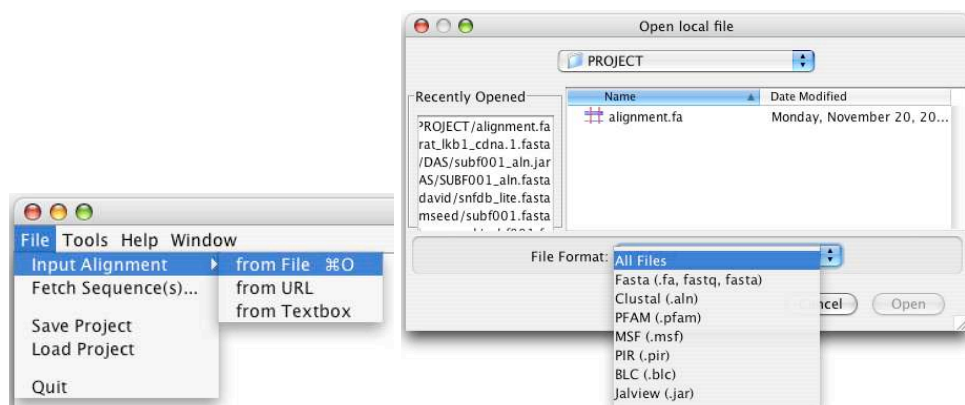 File Tools Help Window
Input Alignment
Fetch Sequence(s)...
Save Project
Load Project
Quit
from File ⌘O
from URL
from Textbox
Open local file
PROJECT
Recently Opened
PROJECT/alignment.fa
rat_lkb1_cdna.1.fasta
/DAS/subf001_aln.jar
AS/SUBF001_aln.fasta
david/snfdb_lite.fasta
mseed/subf001.fasta
Name Date Modified
alignment.fa Monday, November 20, 20...
File Format:
All Files
Fasta (.fa, fastq, fasta)
Clustal (.aln)
PFAM (.pfam)
MSF (.msf)
PIR (.pir)
BLC (.blc)
Jalview (.jar)
ncel Open